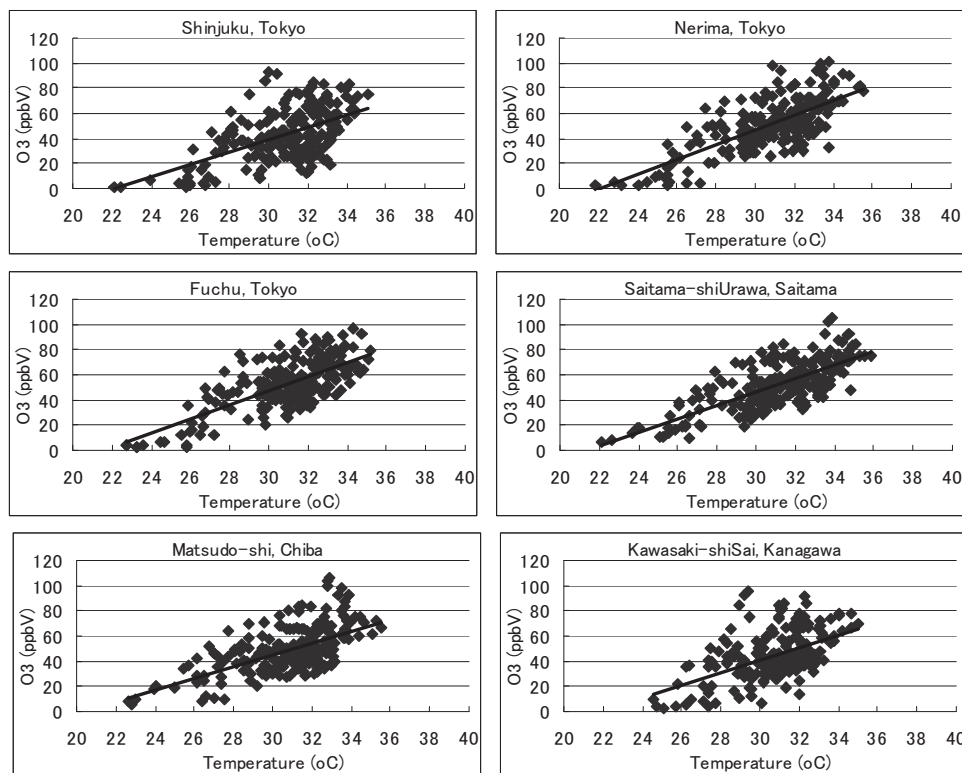 Shinjuku, Tokyo
120
100
80
60
40
20
0
O3 (ppbV)
20 22 24 26 28 30 32 34 36 38 40
Temperature (oC)
Nerima, Tokyo
120
100
80
60
40
20
0
O3 (ppbV)
20 22 24 26 28 30 32 34 36 38 40
Temperature (oC)
Fuchu, Tokyo
120
100
80
60
40
20
0
O3 (ppbV)
20 22 24 26 28 30 32 34 36 38 40
Temperature (oC)
Saitama-shiUrawa, Saitama
120
100
80
60
40
20
0
O3 (ppbV)
20 22 24 26 28 30 32 34 36 38 40
Temperature (oC)
Matsudo-shi, Chiba
120
100
80
60
40
20
0
O3 (ppbV)
20 22 24 26 28 30 32 34 36 38 40
Temperature (oC)
Kawasaki-shiSai, Kanagawa
120
100
80
60
40
20
0
O3 (ppbV)
20 22 24 26 28 30 32 34 36 38 40
Temperature (oC)